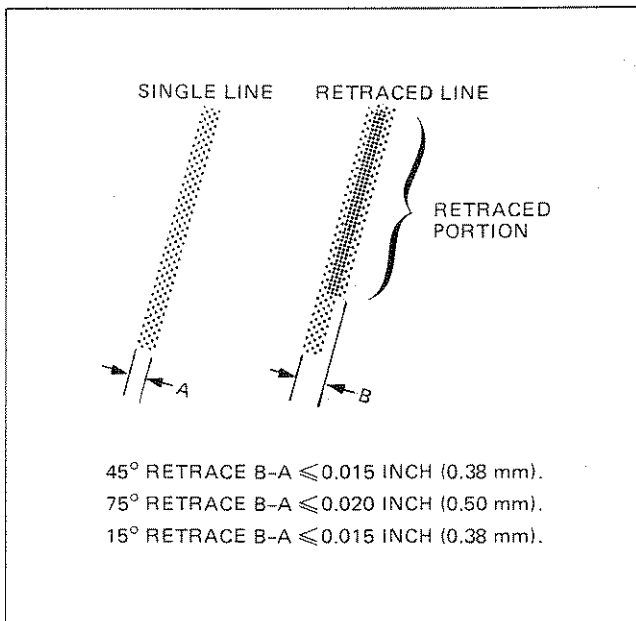 SINGLE LINE RETRACED LINE
RETRACED
PORTION
A
B
45° RETRACE B-A ≤0.015 INCH (0.38 mm).
75° RETRACE B-A ≤0.020 INCH (0.50 mm).
15° RETRACE B-A ≤0.015 INCH (0.38 mm).